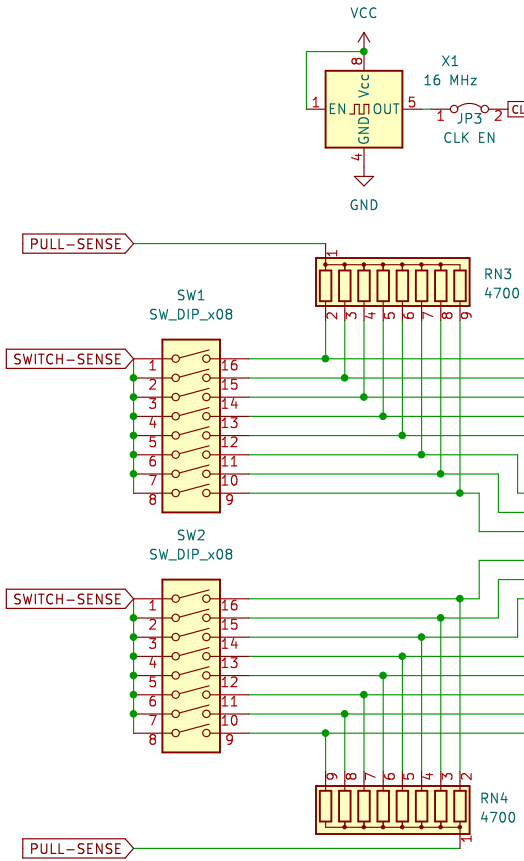 VCC
8
Vcc
X1
16 MHz
1
EN
OUT
5
GND
4
1
JP3
2
CLK EN
GND
PULL-SENSE
1
RN3
4700
2
3
4
5
6
7
8
9
SW1
SW_DIP_x08
SWITCH-SENSE
1
16
2
15
3
14
4
13
5
12
6
11
7
10
8
9
SW2
SW_DIP_x08
SWITCH-SENSE
1
16
2
15
3
14
4
13
5
12
6
11
7
10
8
9
9
8
7
6
5
4
3
2
RN4
4700
1
PULL-SENSE